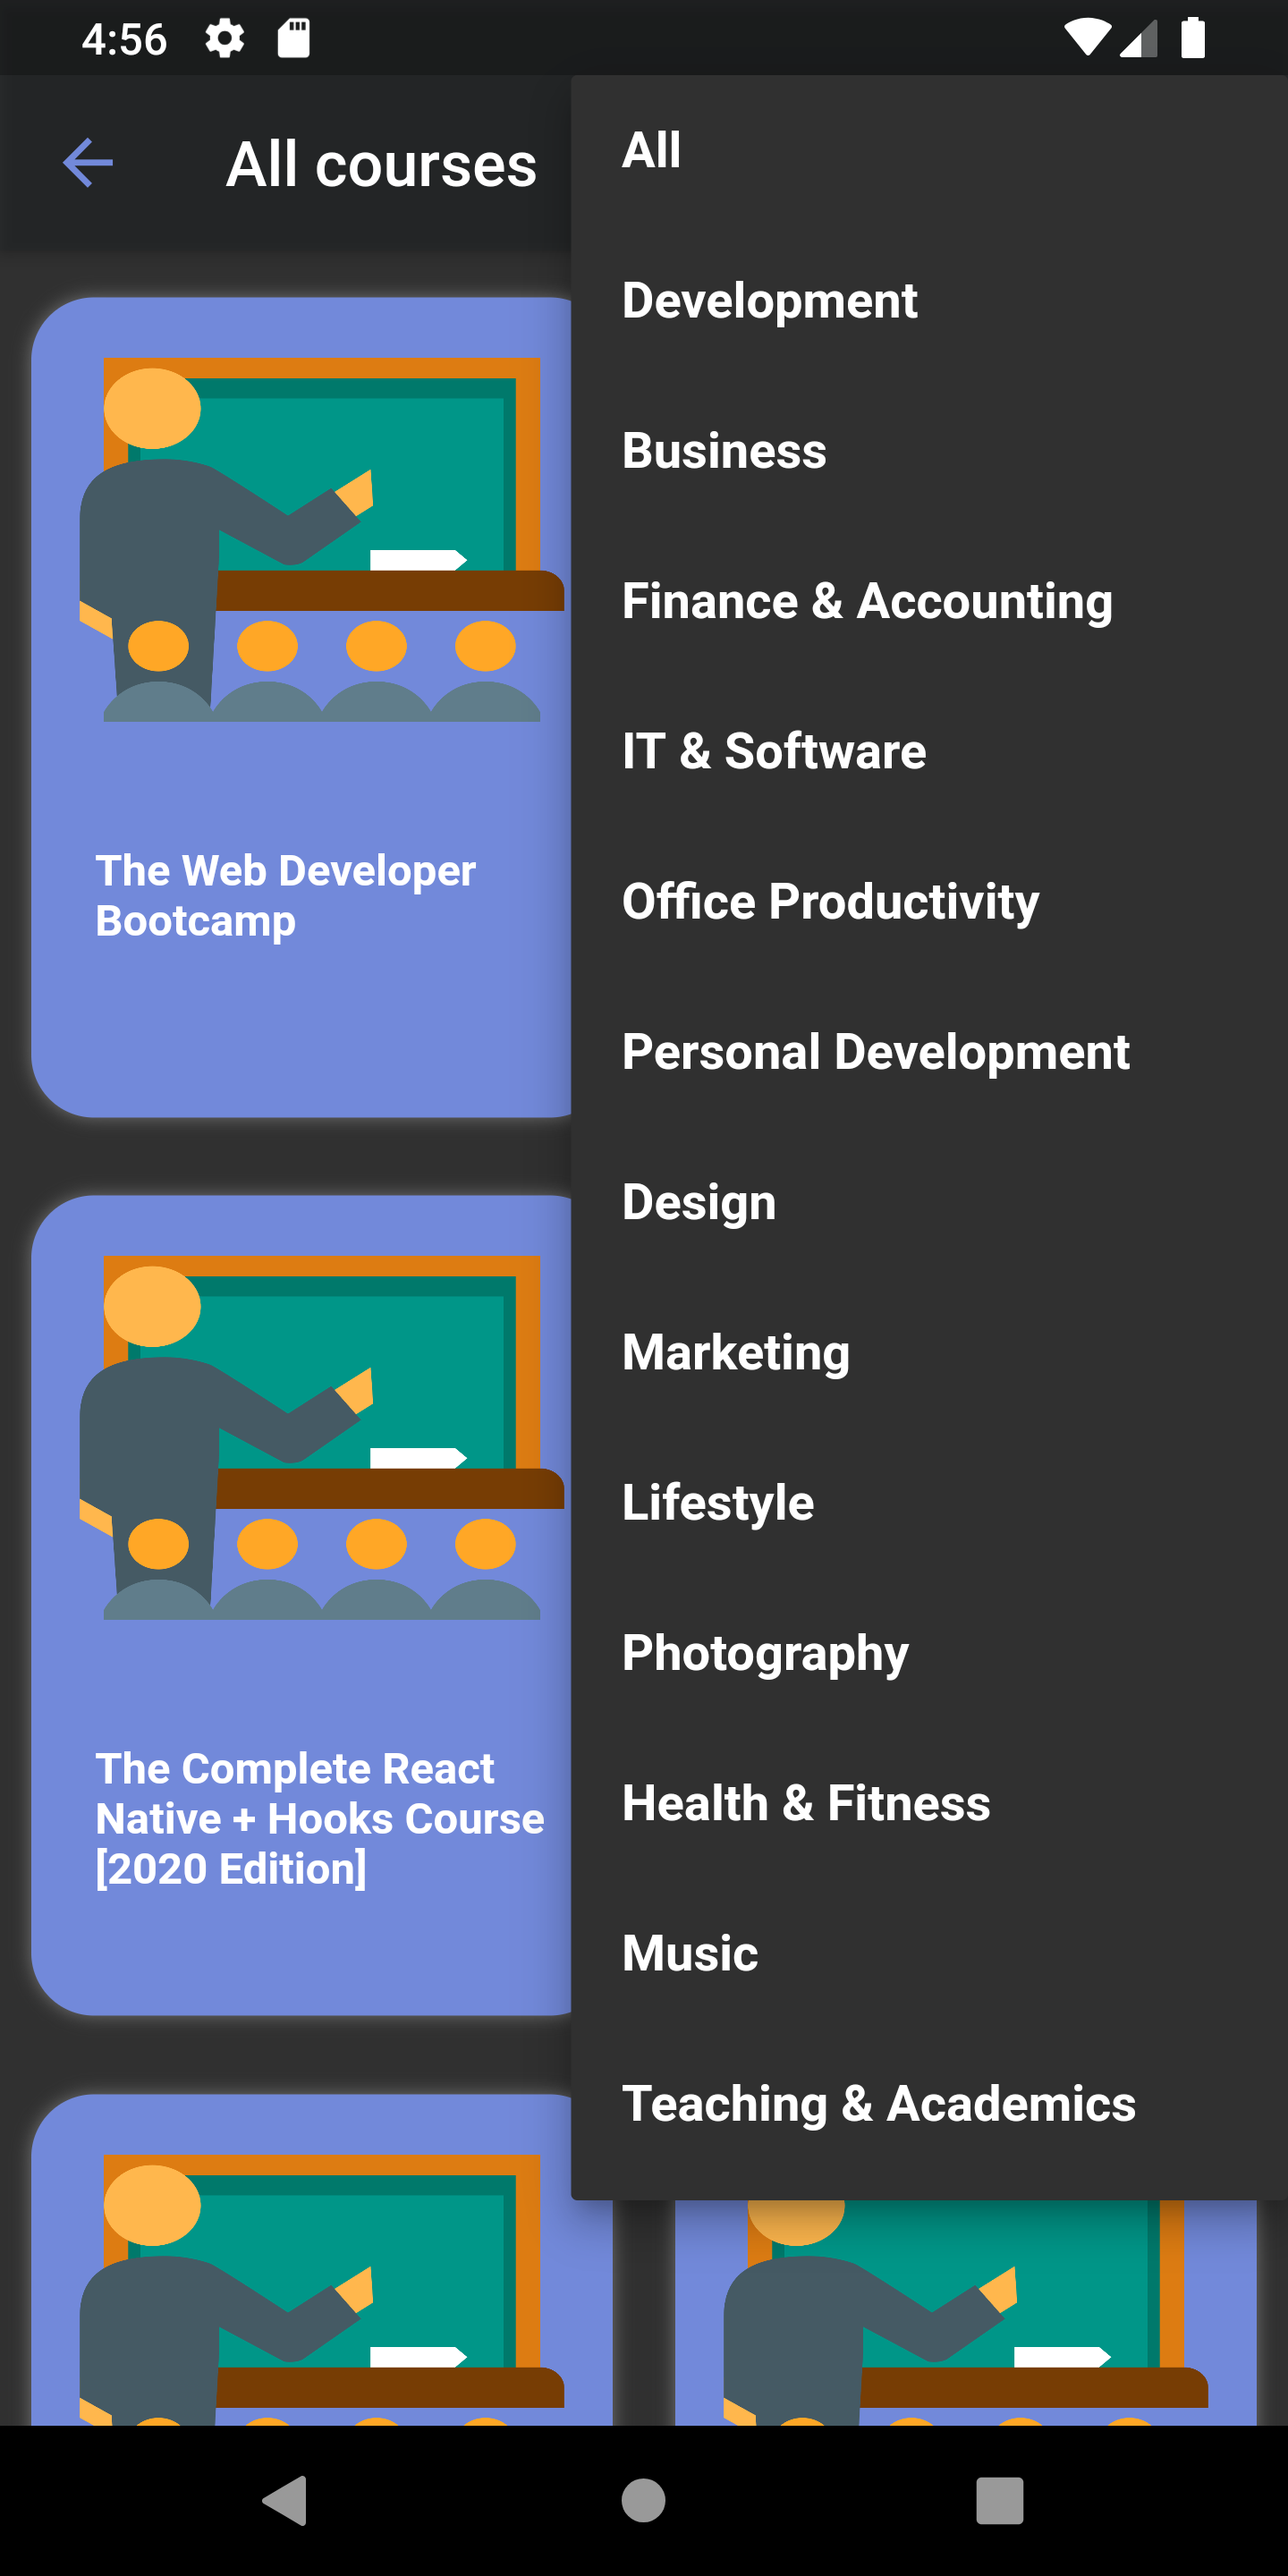 4:56
All courses
All
Development
Business
Finance & Accounting
IT & Software
Office Productivity
Personal Development
Design
Marketing
Lifestyle
Photography
Health & Fitness
Music
Teaching & Academics
The Web Developer
Bootcamp
The Complete React
Native + Hooks Course
[2020 Edition]